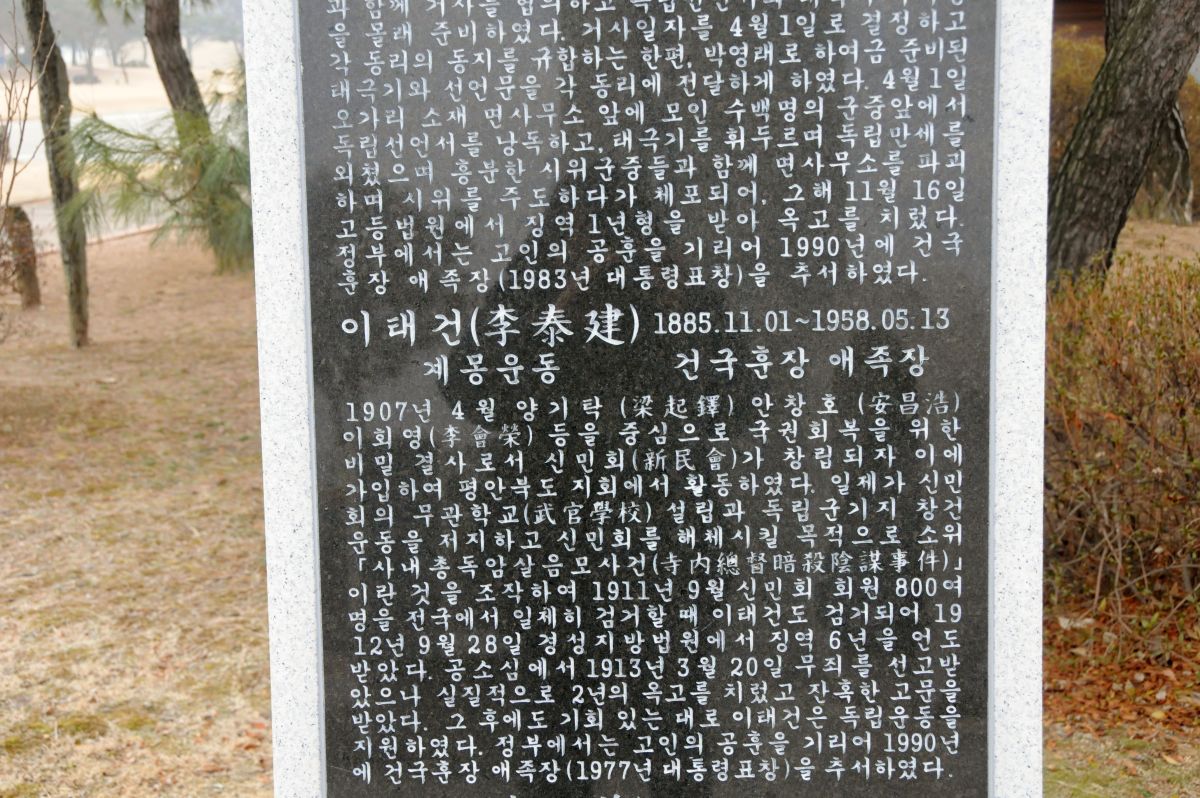 을 몰래 준비하였다. 거사일자를 4월 1일로 결정하고
각 동리의 동지를 규합하는 한편, 박영래로 하여금 준비된
태극기와 선언문을 각 동리에 전달하게 하였다. 4월 1일
오가리 소재 면사무소 앞에 모인 수백명의 군중앞에서
독립선언서를 낭독하고, 태극기를 휘두르며 독립만세를
외쳤으며 흥분한 시위군중들과 함께 면사무소를 파괴
하며 시위를 주도하다가 체포되어. 그해 11월 16일
고등법원에서 징역 1년형을 받아 옥고를 치렀다.
정부에서는 고인의 공훈을 기리어 1990년에 건국
훈장 애족장(1983년 대통령표창)을 추서하였다.
이태건(李泰建) 1885.11.01~1958.05.13
계몽운동 건국훈장 애족장
1907년 4월 양기탁(梁起鐸) 안창호(安昌浩)
이회영(李會榮) 등을 중심으로 국권회복을 위한
비밀결사로서 신민회(新民會)가 창립되자 이에
가입하여 평안북도 지회에서 활동하였다. 일제가 신민
회의 무관학교(武官學校) 설립과 독립군기지 창건
운동을 저지하고 신민회를 해체시킬 목적으로 소위
「사내총독암살음모사건(寺内總督暗殺陰謀事件)」
이란 것을 조작하여 1911년 9월 신민회 회원 800여
명을 전국에서 일제히 검거할 때 이태건도 검거되어 19
12년 9월 28일 경성지방법원에서 징역 6년을 언도
받았다. 공소심에서 1913년 3월 20일 무죄를 선고받
았으나 실질적으로 2년의 옥고를 치렀고 잔혹한 고문을
받았다. 그 후에도 기회 있는 대로 이태건은 독립운동을
지원하였다. 정부에서는 고인의 공훈을 기리어 1990년
에 건국훈장 애족장(1977년 대통령표창)을 추서하였다.